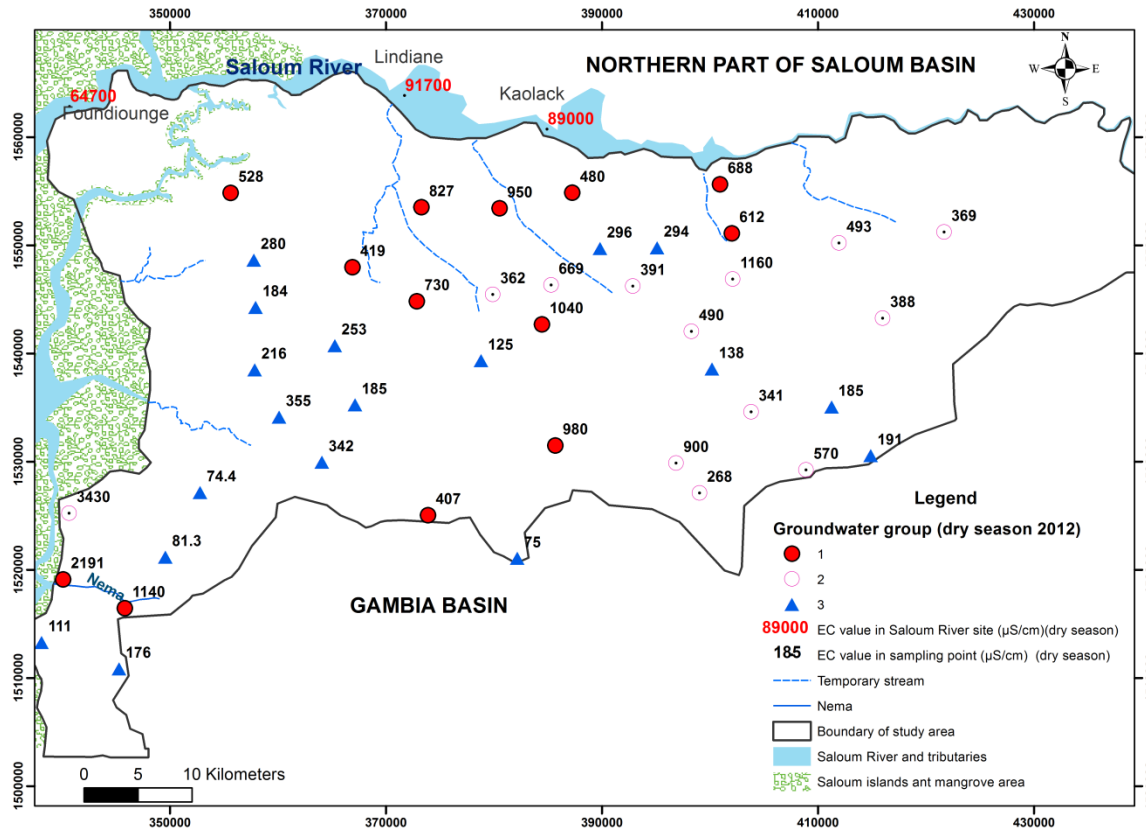 350000 370000 390000 410000 430000
Lindiane
NORTHERN PART OF SALOUM BASIN
N
W E
S
Saloum River
91700
64700
Foundiounge
Kaolack
89000
1560000
528
827
950
480
688
612
493
369
1550000
280
419
296
294
1160
184
730
362
669
391
388
1040
490
1540000
216
253
125
138
355
185
341
185
342
980
900
268
570
191
1530000
74.4
3430
407
81.3
75
1520000
2191
Nema
1140
GAMBIA BASIN
111
176
1510000
1500000
Legend
Groundwater group (dry season 2012)
1
2
3
89000 EC value in Saloum River site (µS/cm)(dry season)
185 EC value in sampling point (µS/cm) (dry season)
Temporary stream
Nema
Boundary of study area
Saloum River and tributaries
Saloum islands ant mangrove area
0 5 10 Kilometers
350000 370000 390000 410000 430000